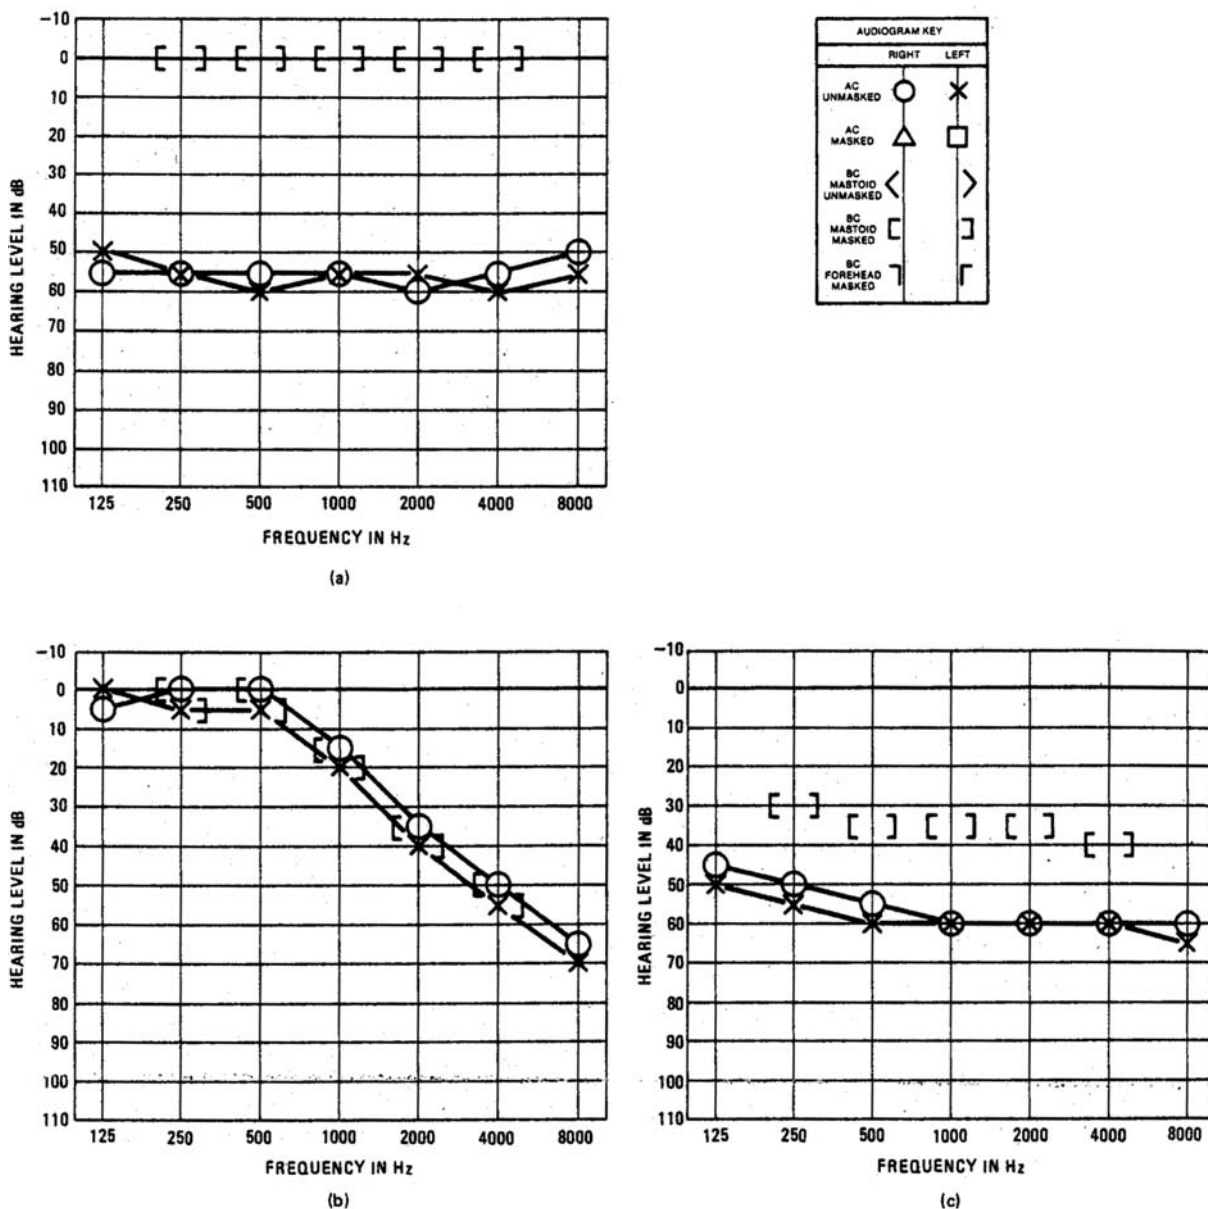 -10
0
10
20
30
40
50
60
70
80
90
100
110
HEARING LEVEL IN dB
125 250 500 1000 2000 4000 8000
FREQUENCY IN Hz
(a)
AUDIOGRAM KEY
RIGHT LEFT
AC
UNMASKED
AC
MASKED
BC
MASTOID
UNMASKED
BC
MASTOID
MASKED
BC
FOREHEAD
MASKED
-10
0
10
20
30
40
50
60
70
80
90
100
110
HEARING LEVEL IN dB
125 250 500 1000 2000 4000 8000
FREQUENCY IN Hz
(b)
-10
0
10
20
30
40
50
60
70
80
90
100
110
HEARING LEVEL IN dB
125 250 500 1000 2000 4000 8000
FREQUENCY IN Hz
(c)